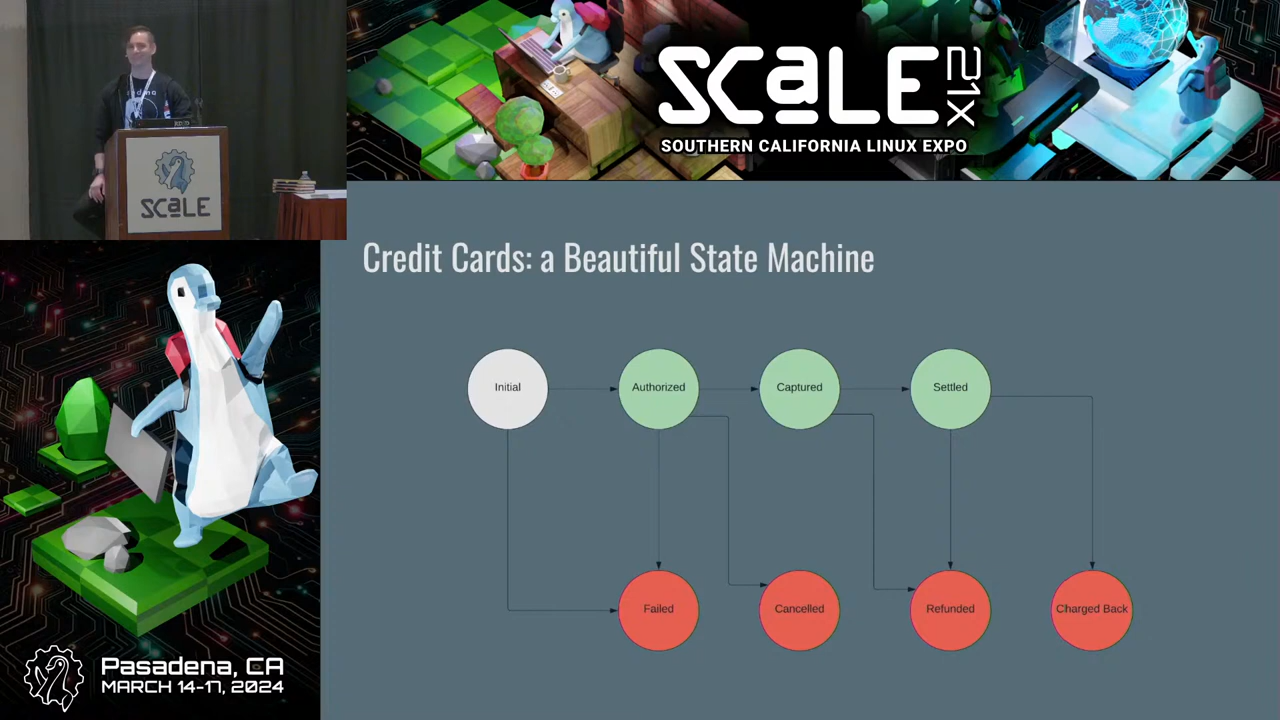 SCaLE 21x
SOUTHERN CALIFORNIA LINUX EXPO
SCaLE
Credit Cards: a Beautiful State Machine
Initial
Authorized
Captured
Settled
Failed
Cancelled
Refunded
Charged Back
Pasadena, CA
MARCH 14-17, 2024